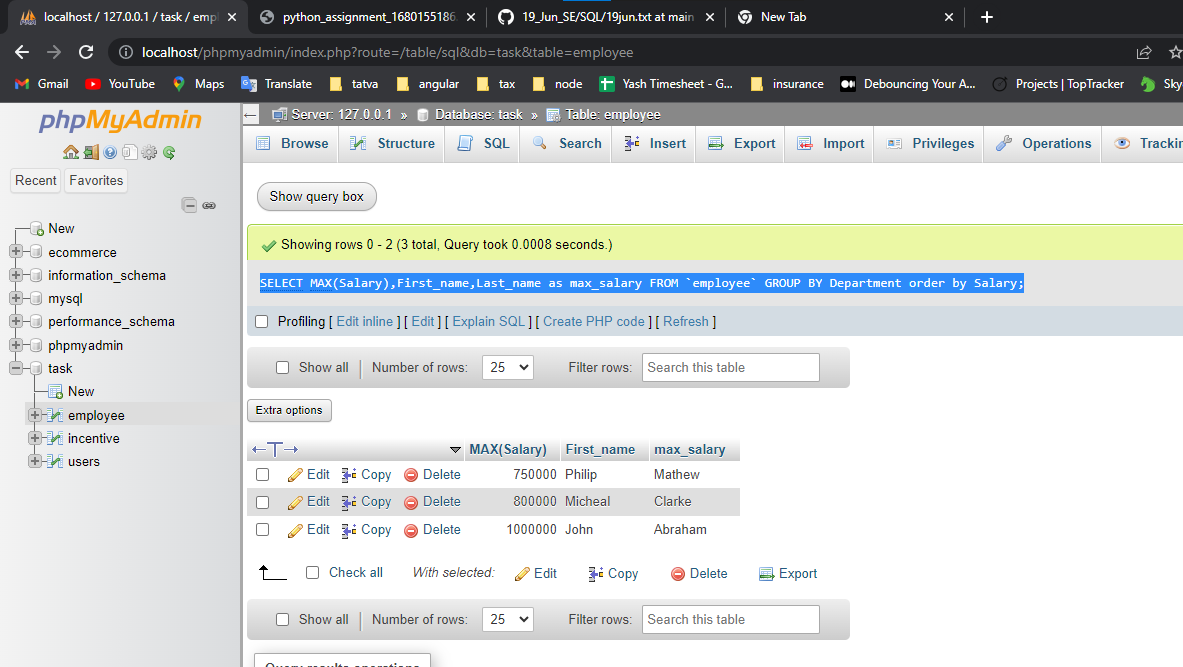 localhost / 127.0.0.1 / task / empl
python_assignment_1680155186.
19_Jun_SE/SQL/19jun.txt at main
New Tab
localhost/phpmyadmin/index.php?route=/table/sql&db=task&table=employee
Gmail YouTube Maps Translate tatva angular tax node Yash Timesheet - G... insurance Debouncing Your A... Projects | TopTracker Sky
phpMyAdmin
Recent Favorites
New
ecommerce
information_schema
mysql
performance_schema
phpmyadmin
task
New
employee
incentive
users
Server: 127.0.0.1 » Database: task » Table: employee
Browse Structure SQL Search Insert Export Import Privileges Operations Trackin
Show query box
Showing rows 0 - 2 (3 total, Query took 0.0008 seconds.)
SELECT MAX(Salary),First_name,Last_name as max_salary FROM `employee` GROUP BY Department order by Salary;
Profiling [ Edit inline ] [ Edit ] [ Explain SQL ] [ Create PHP code ] [ Refresh ]
Show all | Number of rows: 25 Filter rows: Search this table
Extra options
←T→ MAX(Salary) First_name max_salary
Edit Copy Delete 750000 Philip Mathew
Edit Copy Delete 800000 Micheal Clarke
Edit Copy Delete 1000000 John Abraham
Check all With selected: Edit Copy Delete Export
Show all | Number of rows: 25 Filter rows: Search this table
Query results operations